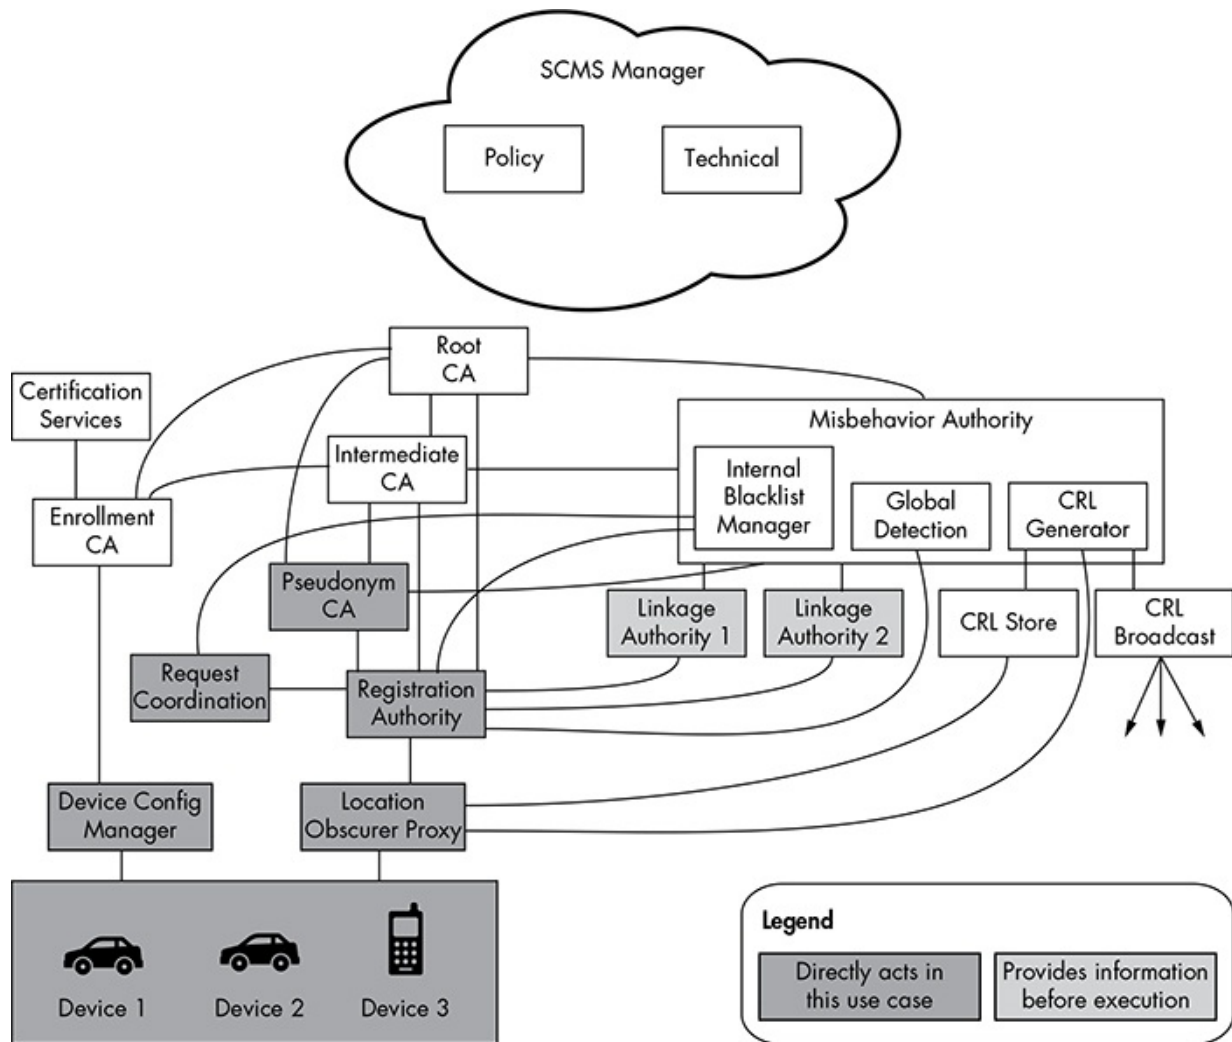 SCMS Manager
Policy
Technical
Root
CA
Certification
Services
Misbehavior Authority
Intermediate
CA
Internal
Blacklist
Manager
Global
Detection
CRL
Generator
Enrollment
CA
Pseudonym
CA
Linkage
Authority 1
Linkage
Authority 2
CRL Store
CRL
Broadcast
Request
Coordination
Registration
Authority
Device Config
Manager
Location
Obscurer Proxy
Device 1
Device 2
Device 3
Legend
Directly acts in
this use case
Provides information
before execution